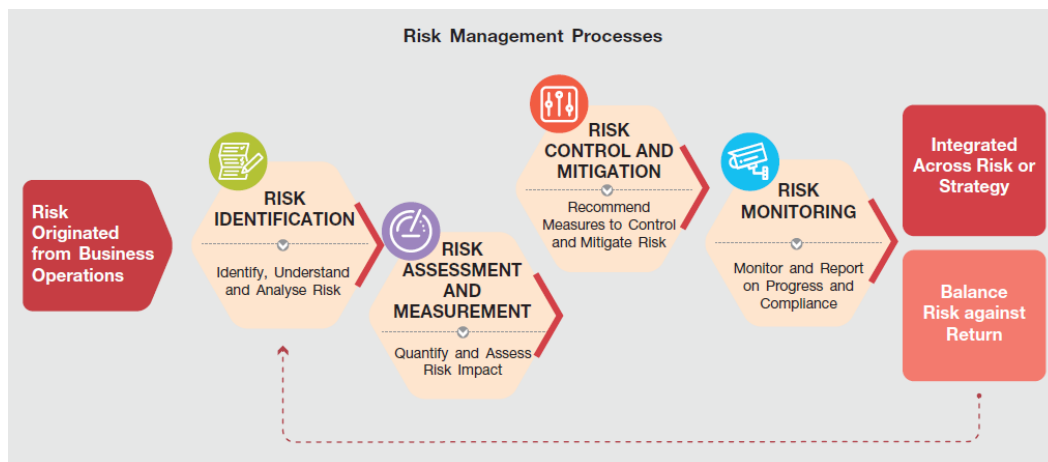 Risk Management Processes
Risk
Originated
from Business
Operations
RISK
IDENTIFICATION
Identify, Understand
and Analyse Risk
RISK
ASSESSMENT
AND
MEASUREMENT
Quantify and Assess
Risk Impact
RISK
CONTROL AND
MITIGATION
Recommend
Measures to Control
and Mitigate Risk
RISK
MONITORING
Monitor and Report
on Progress and
Compliance
Integrated
Across Risk or
Strategy
Balance
Risk against
Return